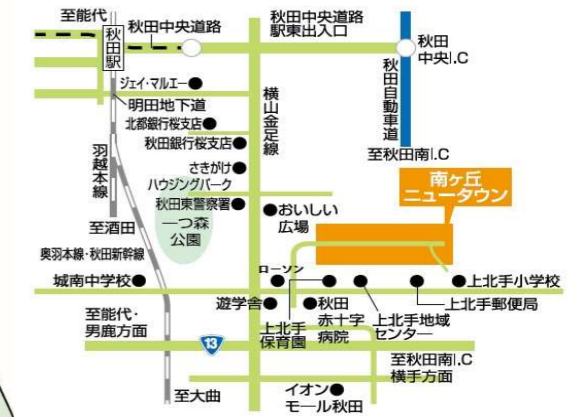 至能代
秋田駅
秋田中央道路
秋田中央道路
駅東出入口
秋田
中央I.C
ジェイ・マルエー
明田地下道
北都銀行桜支店
秋田銀行桜支店
横山金足線
秋田自動車道
至秋田南I.C
羽越本線
さきがけ
ハウジングパーク
秋田東警察署
一つ森
公園
南ヶ丘
ニュータウン
おいしい
広場
至酒田
奥羽本線・秋田新幹線
城南中学校
ローソン
上北手小学校
遊学舎
上北手
保育園
秋田
赤十字
病院
上北手地域
センター
上北手郵便局
至能代・
男鹿方面
13
至秋田南I.C
横手方面
至大曲
イオン
モール秋田